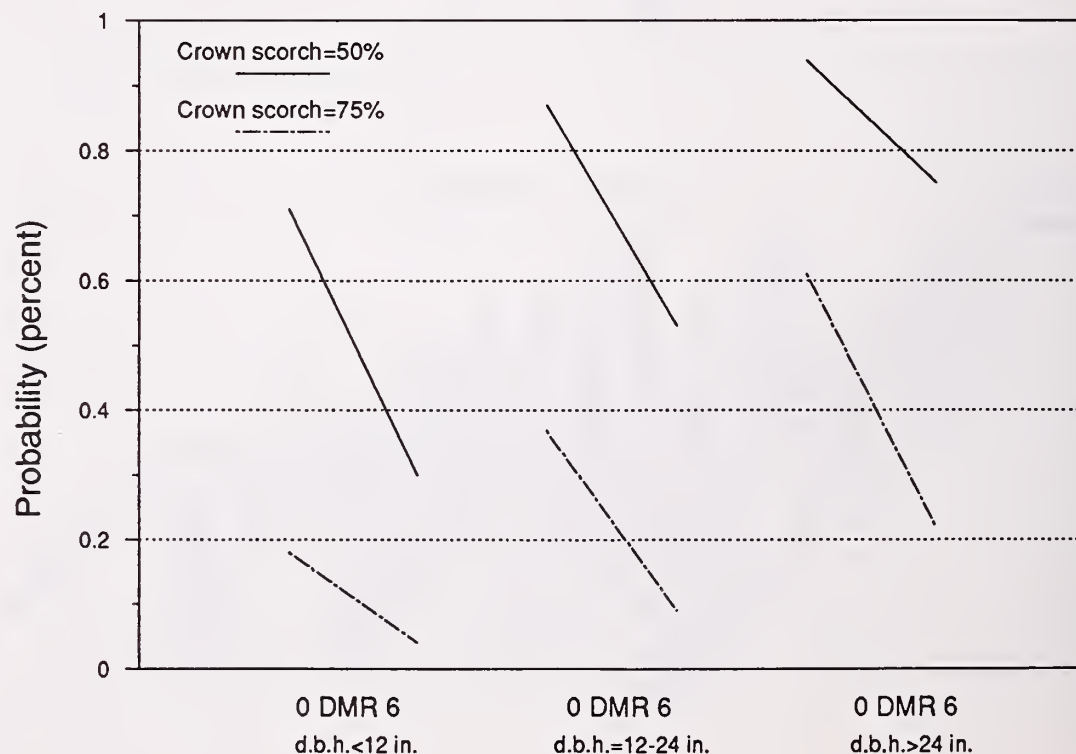 1
Crown scorch=50%
Crown scorch=75%
0.8
0.6
0.4
0.2
0
Probability (percent)
0 DMR 6
d.b.h.<12 in.
0 DMR 6
d.b.h.=12-24 in.
0 DMR 6
d.b.h.>24 in.